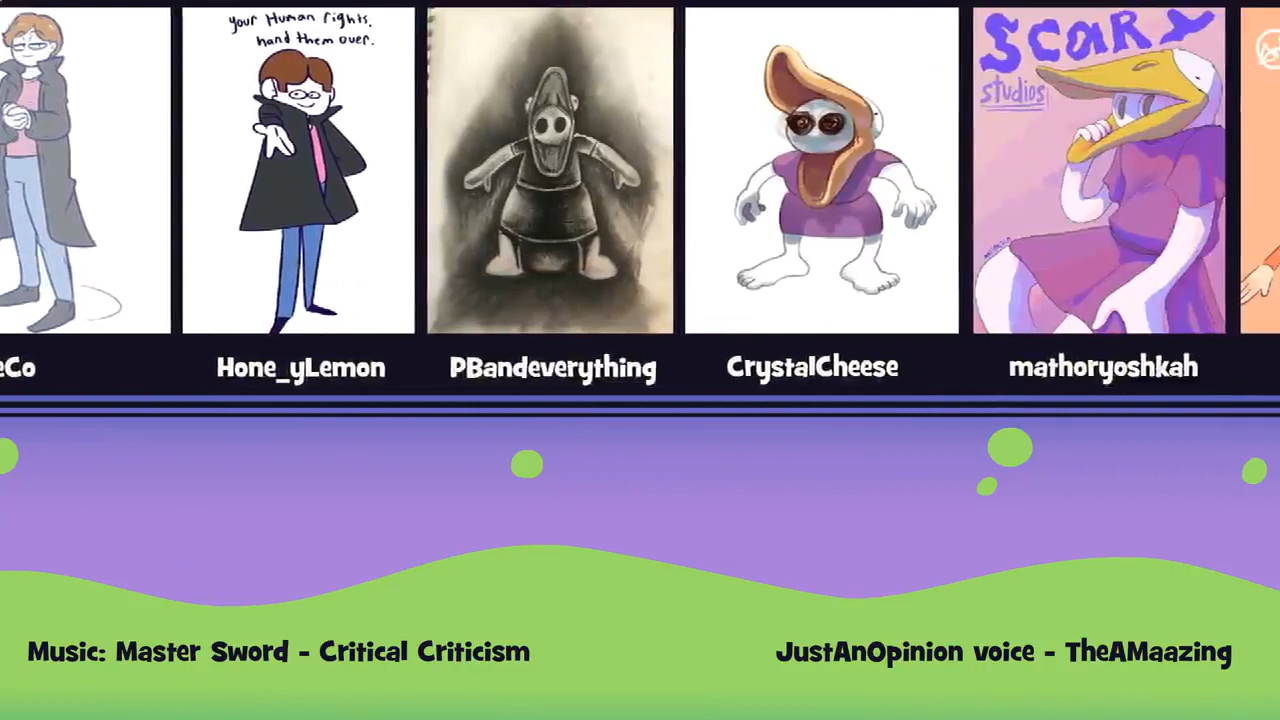 your Human rights,
hand them over.
SCARY
studios
eCo
Hone_yLemon
PBandeverything
CrystalCheese
mathoryoshkah
Music: Master Sword - Critical Criticism
JustAnOpinion voice - TheAMaazing